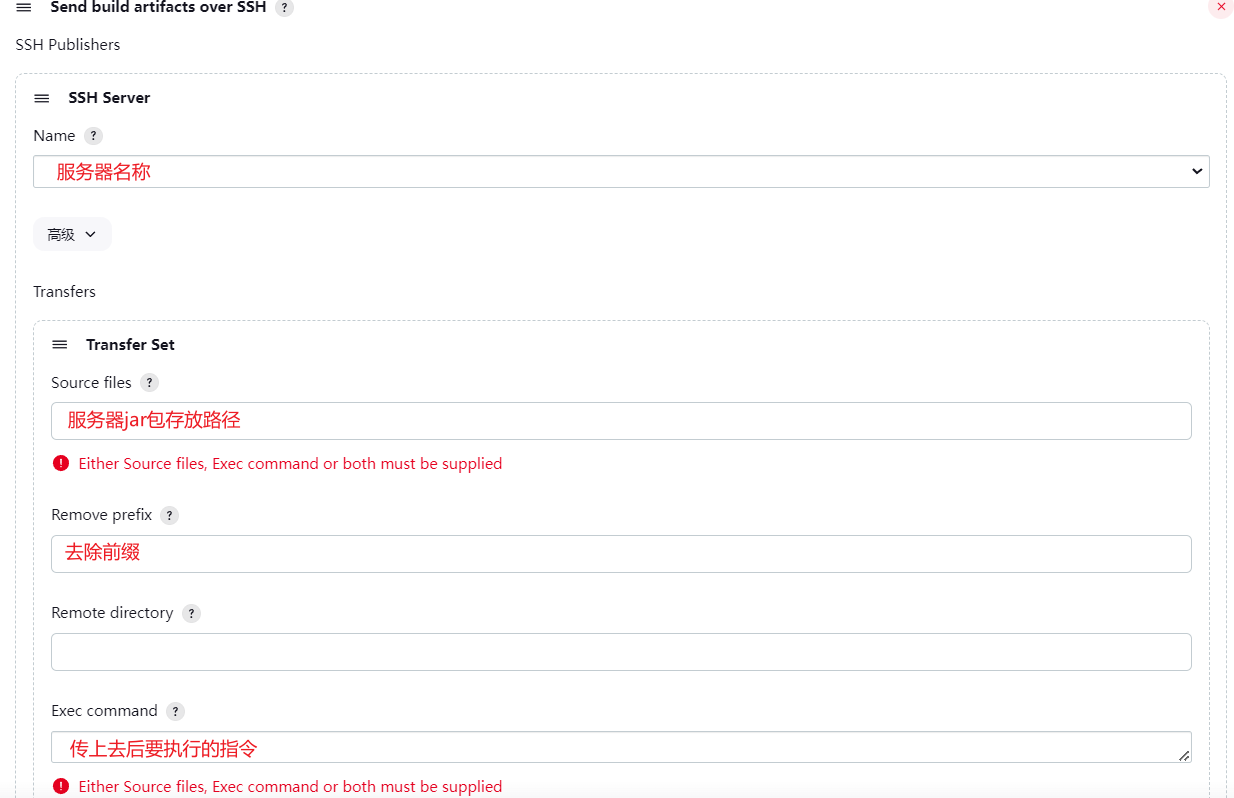 Send build artifacts over SSH ?
SSH Publishers
SSH Server
Name ?
服务器名称
高级
Transfers
Transfer Set
Source files ?
服务器jar包存放路径
Either Source files, Exec command or both must be supplied
Remove prefix ?
去除前缀
Remote directory ?
Exec command ?
传上去后要执行的指令
Either Source files, Exec command or both must be supplied